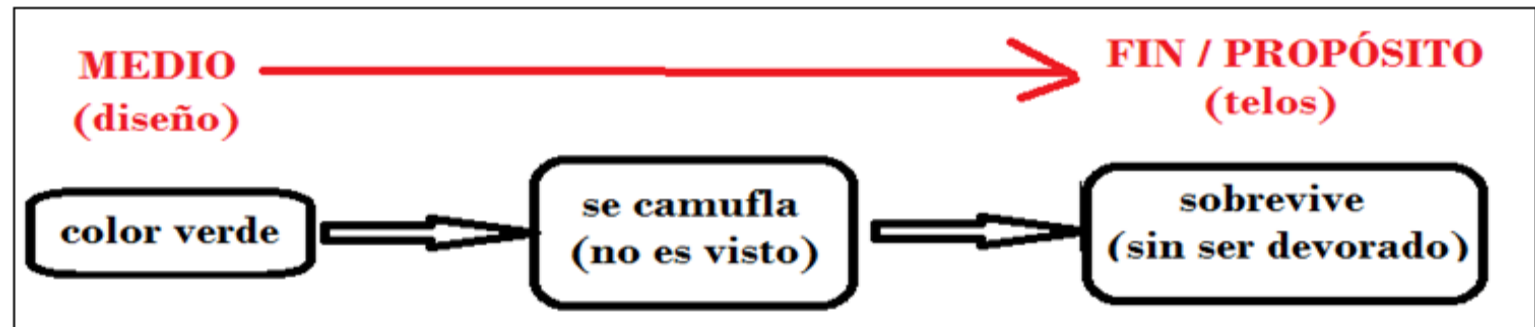 MEDIO
(diseño)
FIN / PROPÓSITO
(telos)
color verde
se camufla
(no es visto)
sobrevive
(sin ser devorado)